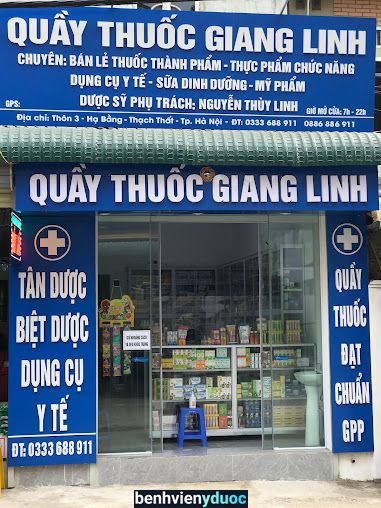 QUẦY THUỐC GIANG LINH
CHUYÊN: BÁN LẺ THUỐC THÀNH PHẨM - THỰC PHẨM CHỨC NĂNG
DỤNG CỤ Y TẾ - SỮA DINH DƯỠNG - MỸ PHẨM
GPS:
DƯỢC SỸ PHỤ TRÁCH: NGUYỄN THÙY LINH
GIỜ MỞ CỬA: 7h - 22h
Địa chỉ: Thôn 3 - Hạ Bằng - Thạch Thất - Tp. Hà Nội - ĐT: 0333 688 911 0886 886 911
QUẦY THUỐC GIANG LINH
TÂN DƯỢC
BIỆT DƯỢC
DỤNG CỤ
Y TẾ
ĐT: 0333 688 911
QUẦY
THUỐC
ĐẠT
CHUẨN
GPP
benhvienyduoc